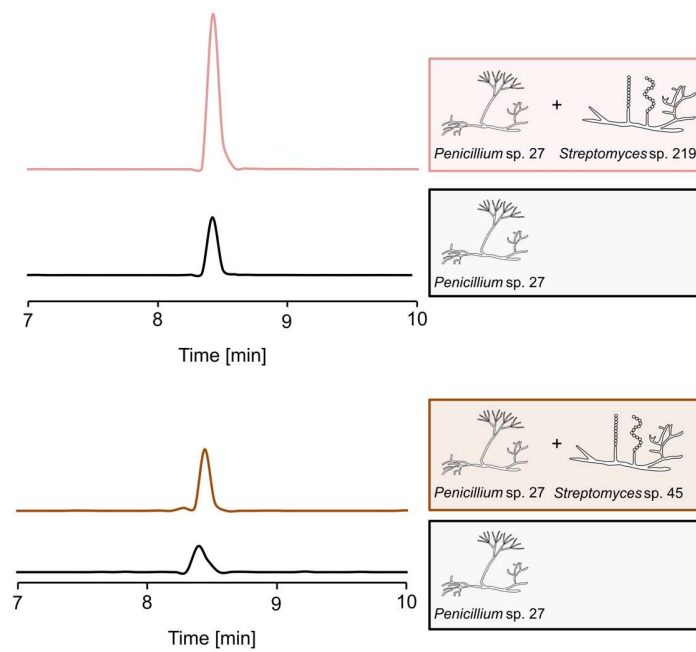 +
Penicillium sp. 27 Streptomyces sp. 219
Penicillium sp. 27
7 8 9 10
Time [min]
+
Penicillium sp. 27 Streptomyces sp. 45
Penicillium sp. 27
7 8 9 10
Time [min]